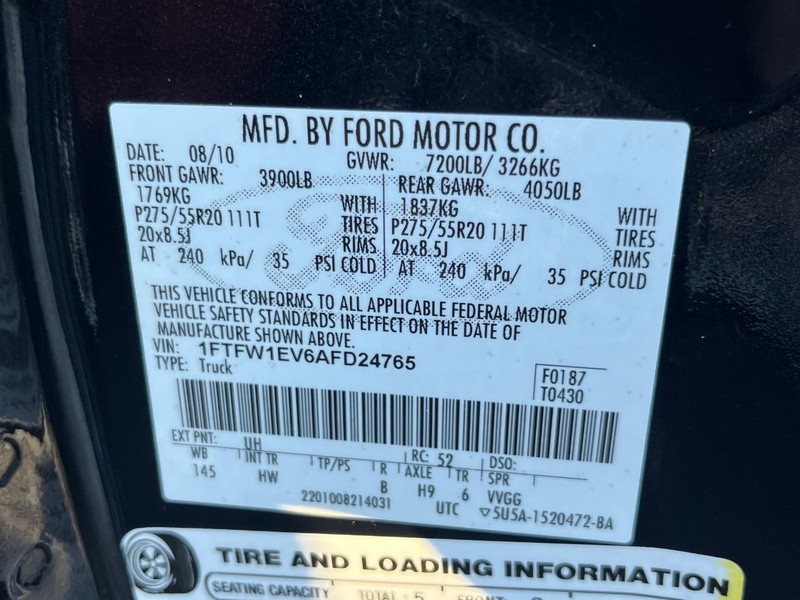 MFD. BY FORD MOTOR CO.
DATE: 08/10 GVWR: 7200LB/ 3266KG
FRONT GAWR: 3900LB REAR GAWR: 4050LB
1769KG WITH 1837KG WITH
P275/55R20 111T TIRES P275/55R20 111T TIRES
20x8.5J RIMS 20x8.5J RIMS
AT 240 kPa/ 35 PSI COLD AT 240 kPa/ 35 PSI COLD
Ford
THIS VEHICLE CONFORMS TO ALL APPLICABLE FEDERAL MOTOR
VEHICLE SAFETY STANDARDS IN EFFECT ON THE DATE OF
MANUFACTURE SHOWN ABOVE.
VIN: 1FTFW1EV6AFD24765
TYPE: Truck
F0187
T0430
EXT PNT: UH RC: 52 DSO:
WB INT TR TP/PS R AXLE TR SPR
145 HW B H9 6 VVGG
2201008214031 UTC ▽5U5A-1520472-BA
TIRE AND LOADING INFORMATION
SEATING CAPACITY TOTAL 5 FRONT